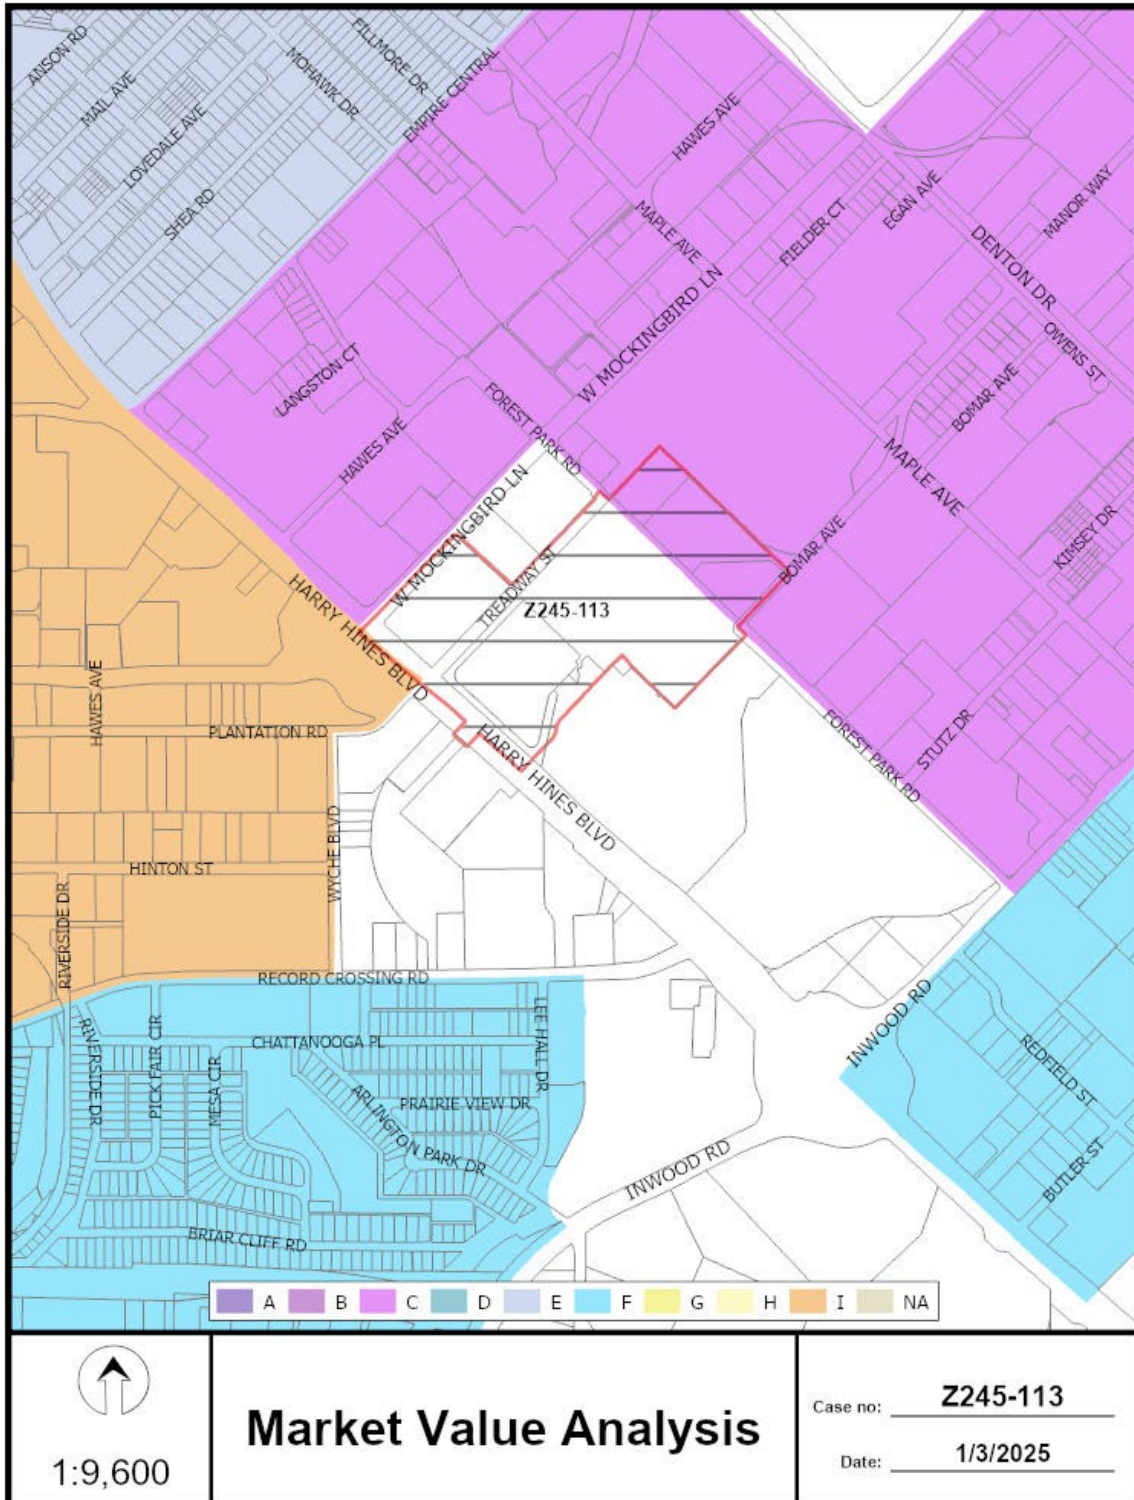 ANSON RD
MAIL AVE
LOVEDALE AVE
SHEA RD
FILLMORE DR
MOHAWK DR
EMPIRE CENTRAL
HAWES AVE
MAPLE AVE
FIELDER CT
EGAN AVE
MANOR WAY
DENTON DR
W MOCKINGBIRD LN
OWENS ST
BOMAR AVE
LANGSTON CT
HAWES AVE
FOREST PARK RD
MAPLE AVE
KIMSEY DR
W MOCKINGBIRD LN
BOMAR AVE
TREADWAY ST
Z245-113
HARRY HINES BLVD
HAWES AVE
PLANTATION RD
HARRY HINES BLVD
FOREST PARK RD
STUTZ DR
WYCHE BLVD
HINTON ST
RIVERSIDE DR
RECORD CROSSING RD
INWOOD RD
RIVERSIDE DR
PICK FAIR CIR
MESA CIR
CHATTANOOGA PL
LEE HALL DR
REDFIELD ST
ARLINGTON PARK DR
PRAIRIE VIEW DR
INWOOD RD
BUTLER ST
BRIAR CLIFF RD
A B C D E F G H I NA
1:9,600
Market Value Analysis
Case no: Z245-113
Date: 1/3/2025